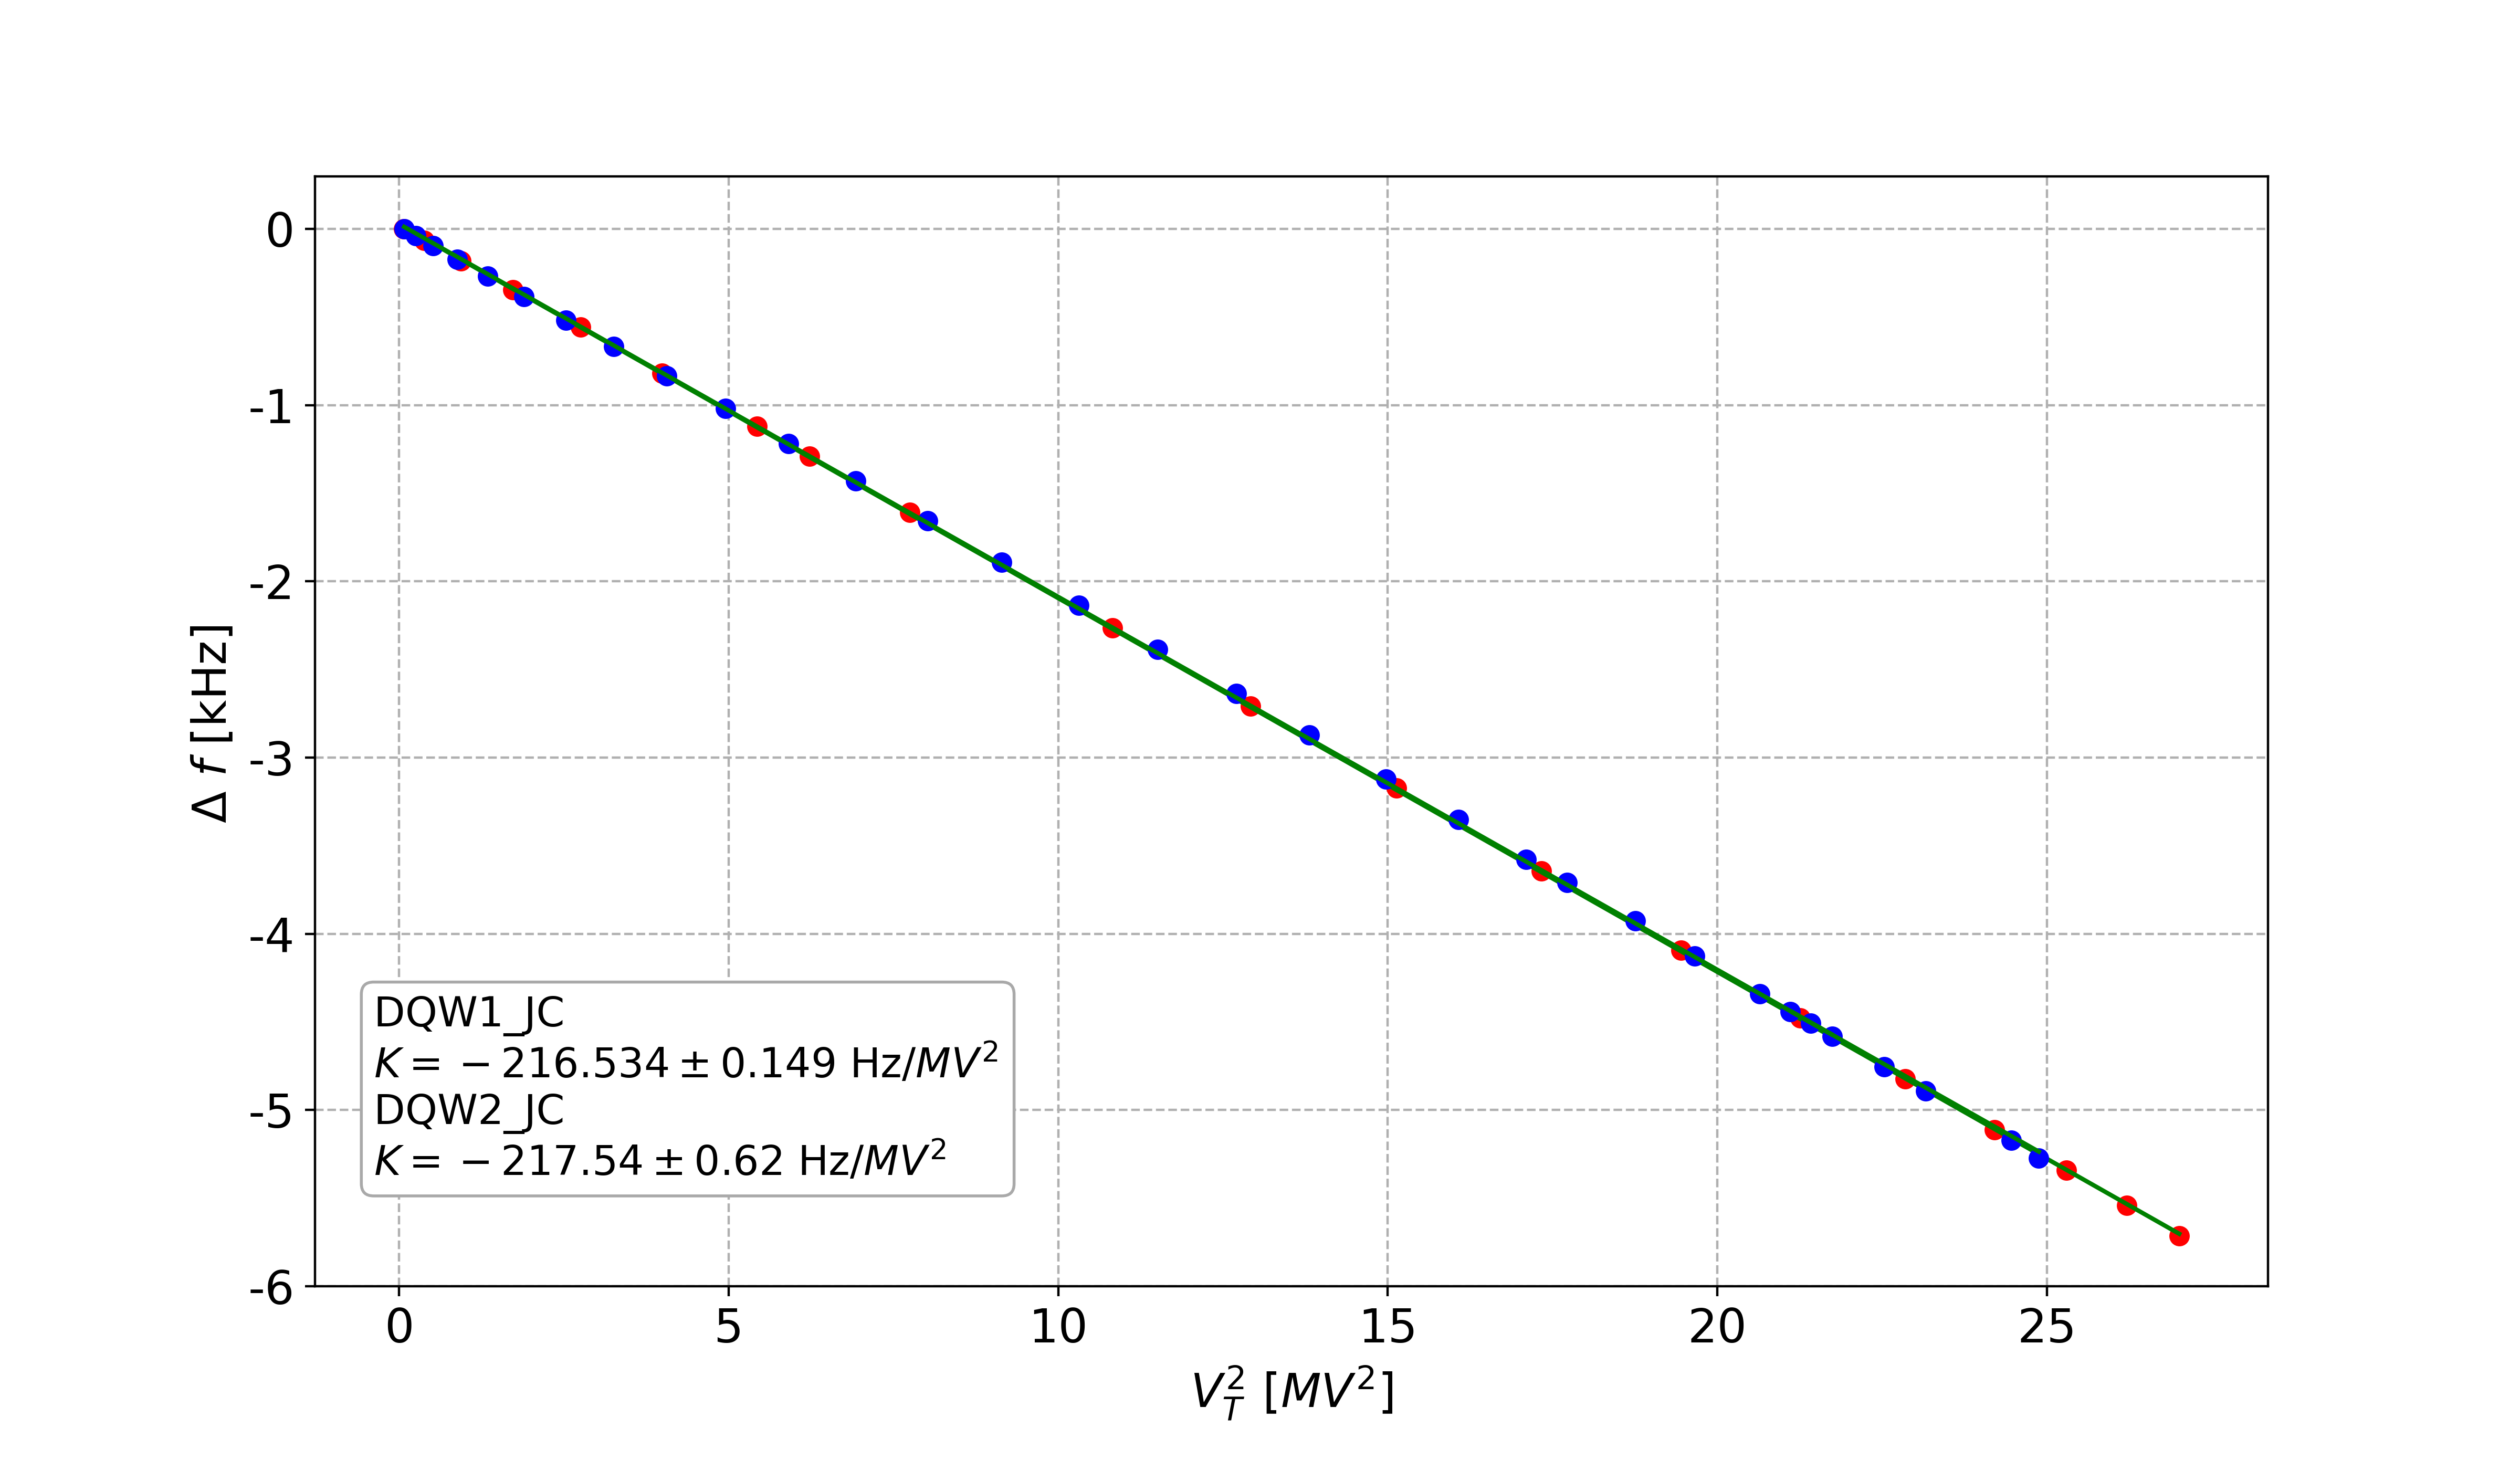 0
-1
-2
-3
-4
-5
-6
Δ f [kHz]
DQW1_JC
K = − 216.534 ± 0.149 Hz/MV²
DQW2_JC
K = − 217.54 ± 0.62 Hz/MV²
0 5 10 15 20 25
V_T² [MV²]